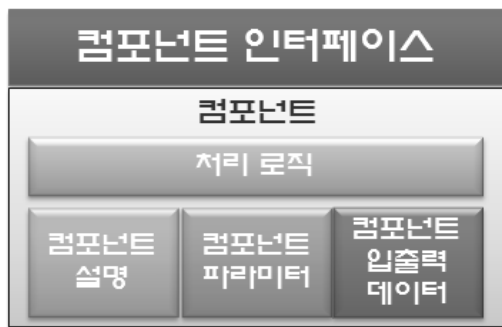 컴포넌트 인터페이스
컴포넌트
처리 로직
컴포넌트
설명
컴포넌트
파라미터
컴포넌트
입출력
데이터